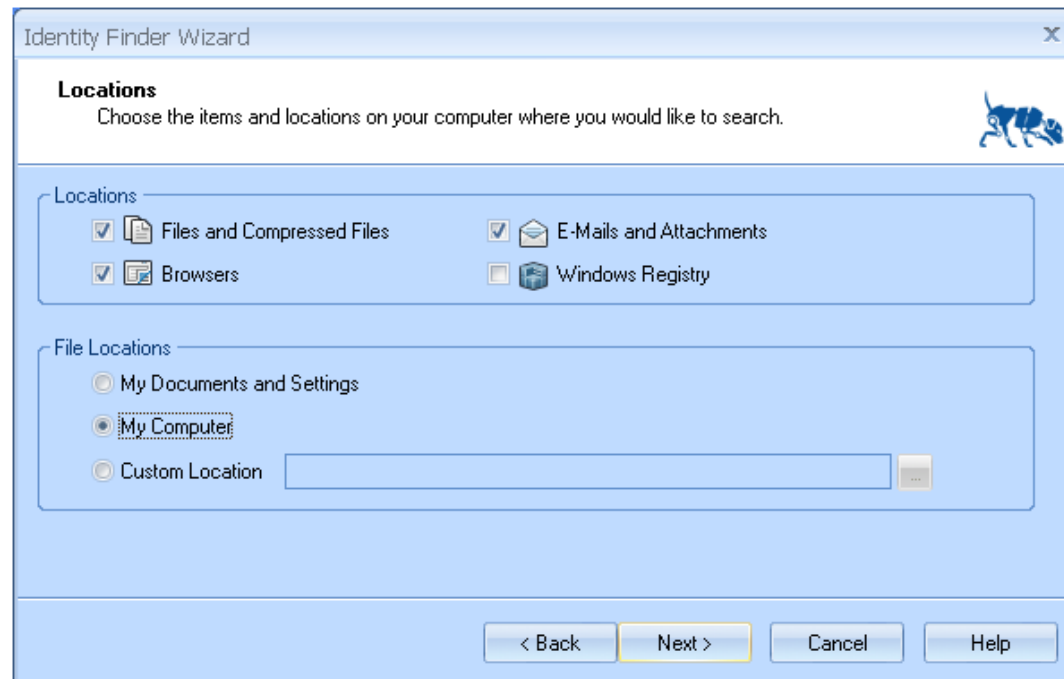 Identity Finder Wizard
Locations
Choose the items and locations on your computer where you would like to search.
Locations
Files and Compressed Files
E-Mails and Attachments
Browsers
Windows Registry
File Locations
My Documents and Settings
My Computer
Custom Location
...
< Back
Next >
Cancel
Help